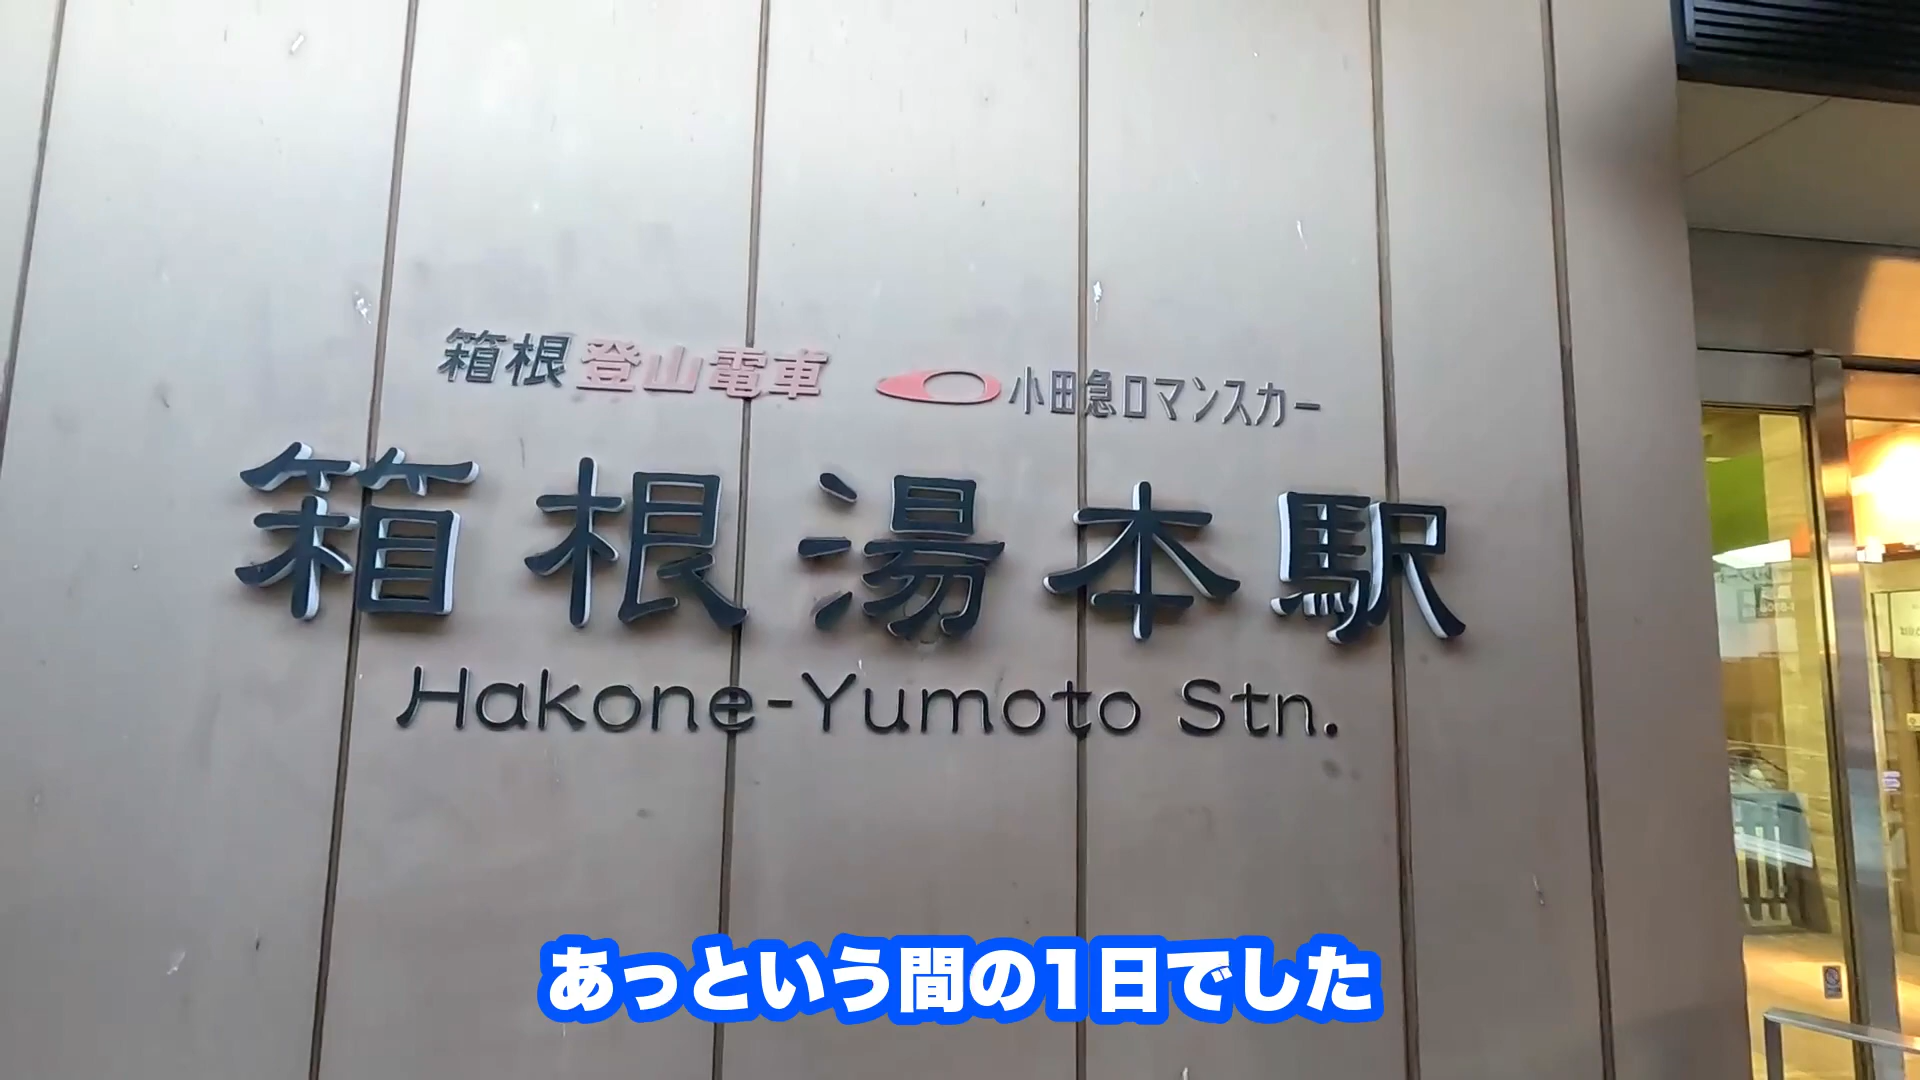 箱根登山電車 小田急ロマンスカー
箱根湯本駅
Hakone-Yumoto Stn.
あっという間の1日でした